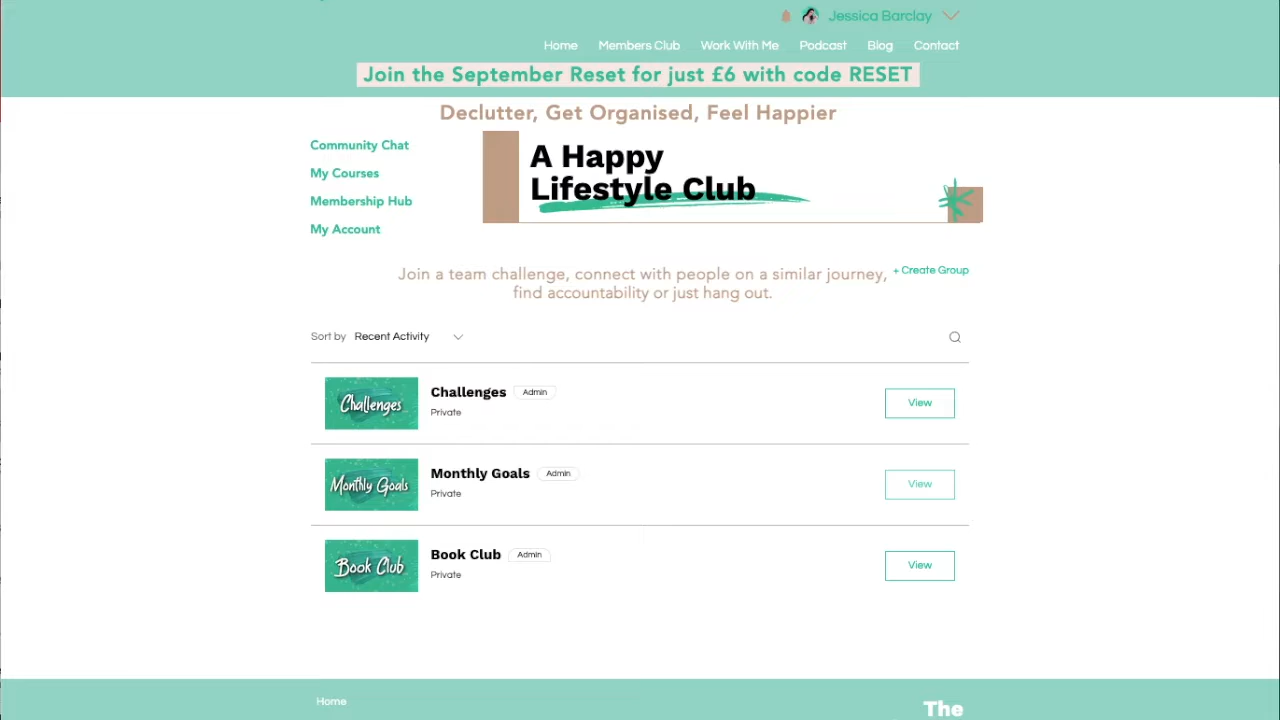 Jessica Barclay
Home Members Club Work With Me Podcast Blog Contact
Join the September Reset for just £6 with code RESET
Declutter, Get Organised, Feel Happier
Community Chat
My Courses
Membership Hub
My Account
A Happy
Lifestyle Club
Join a team challenge, connect with people on a similar journey,
find accountability or just hang out.
+ Create Group
Sort by Recent Activity
Challenges
Challenges Admin
Private
View
Monthly Goals
Monthly Goals Admin
Private
View
Book Club
Book Club Admin
Private
View
Home
The